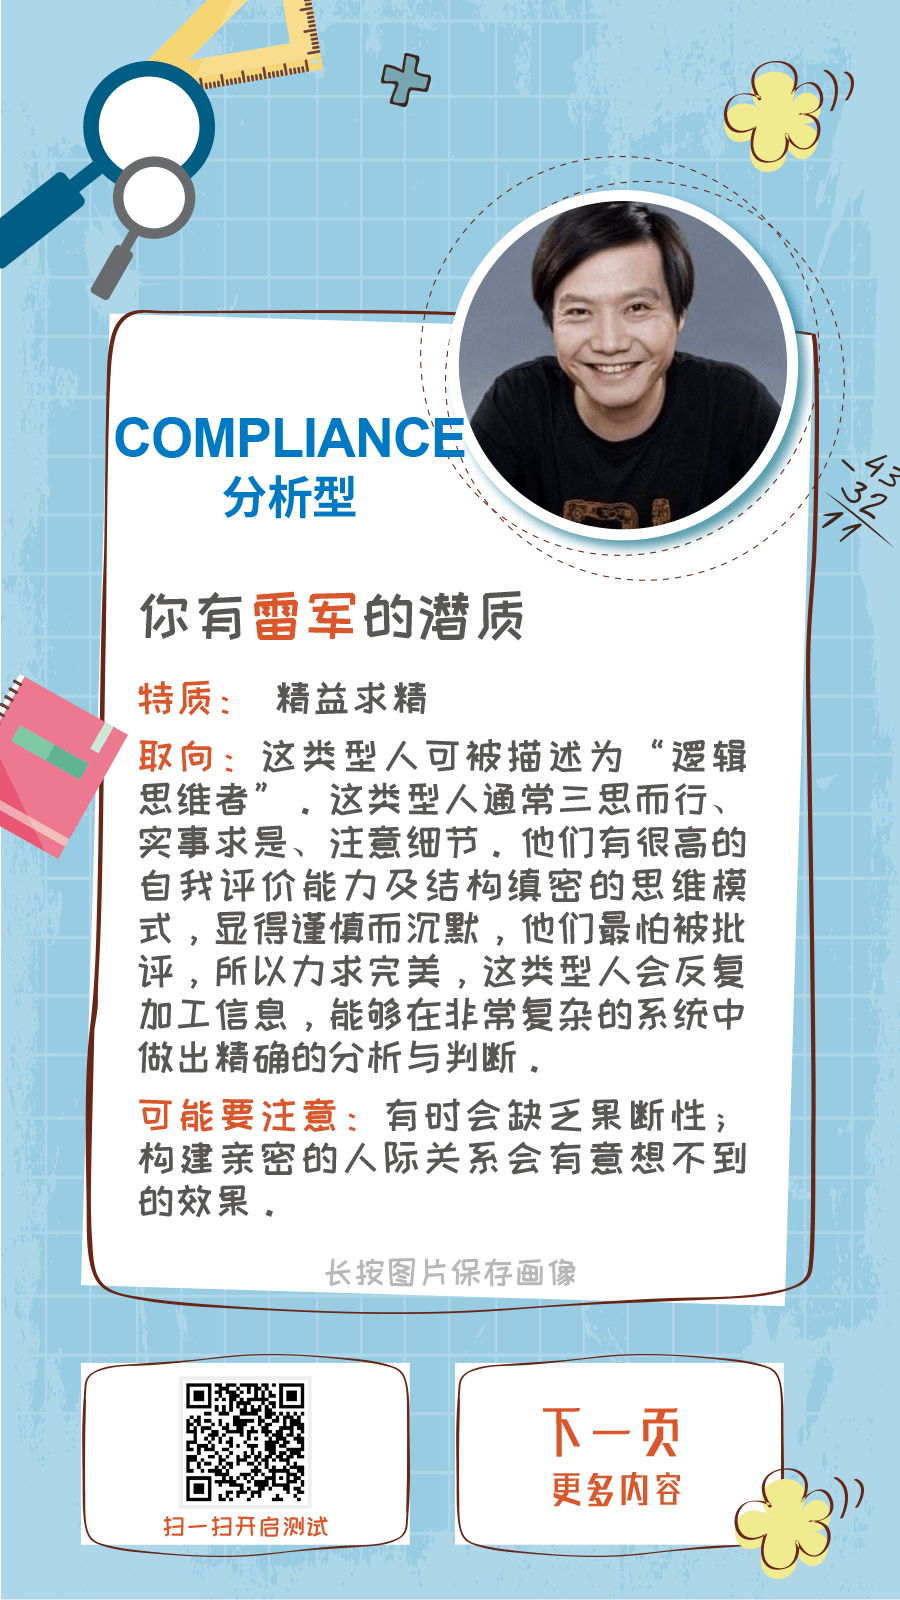 COMPLIANCE
分析型
- 43
32
11
你有雷军的潜质
特质： 精益求精
取向：这类型人可被描述为“逻辑
思维者”．这类型人通常三思而行、
实事求是、注意细节．他们有很高的
自我评价能力及结构缜密的思维模
式，显得谨慎而沉默，他们最怕被批
评，所以力求完美，这类型人会反复
加工信息，能够在非常复杂的系统中
做出精确的分析与判断．
可能要注意：有时会缺乏果断性；
构建亲密的人际关系会有意想不到
的效果．
长按图片保存画像
扫一扫开启测试
下一页
更多内容